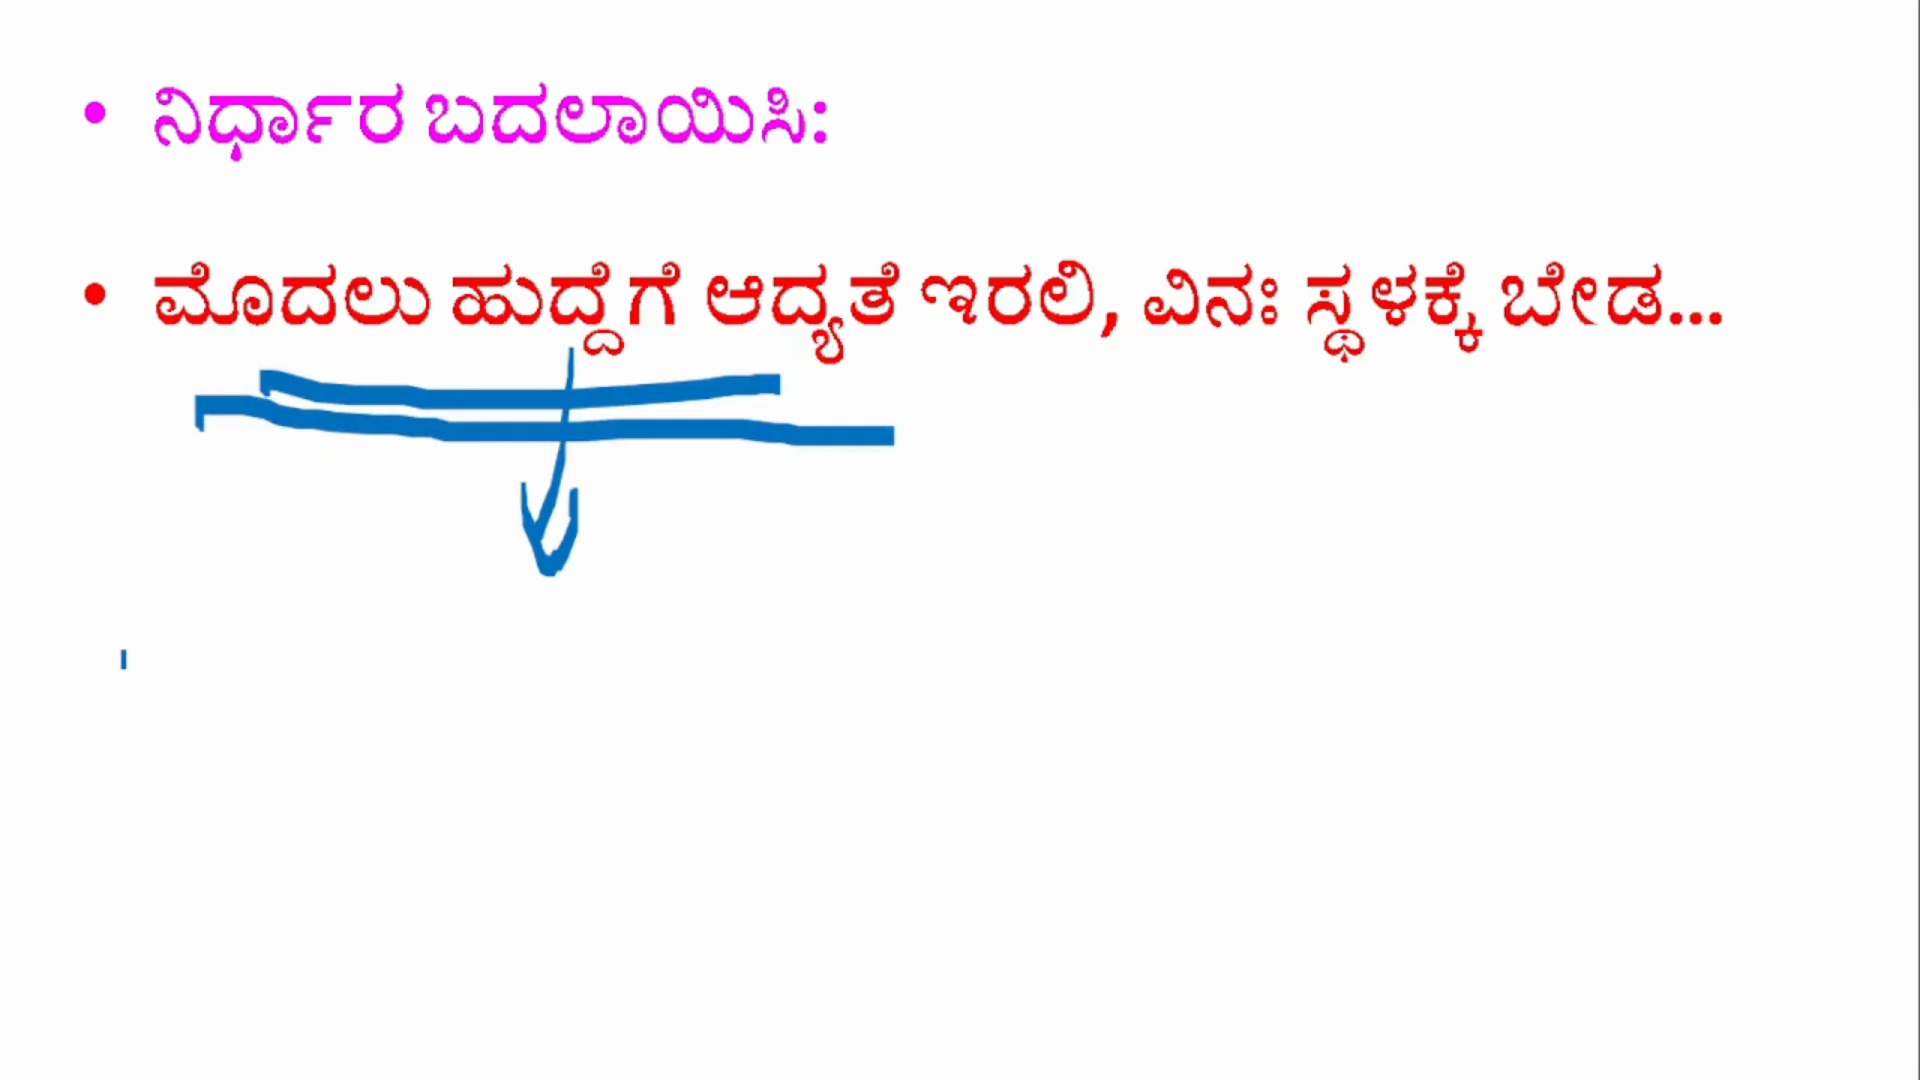 • ನಿರ್ಧಾರ ಬದಲಾಯಿಸಿ:
• ಮೊದಲು ಹುದ್ದೆಗೆ ಆದ್ಯತೆ ಇರಲಿ, ವಿನಃ ಸ್ಥಳಕ್ಕೆ ಬೇಡ...